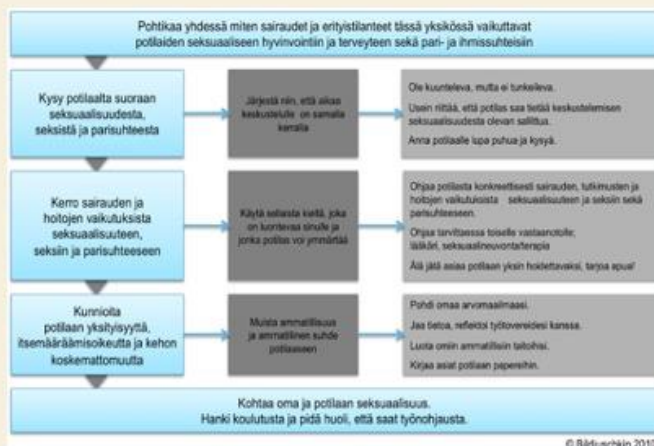 Pohtikaa yhdessä miten sairaudet ja erityistilanteet tässä yksikössä vaikuttavat
potilaiden seksuaaliseen hyvinvointiin ja terveyteen sekä pari- ja ihmissuhteisiin
Kysy potilaalta suoraan
seksuaalisuudesta,
seksistä ja parisuhteesta
Järjestä niin, että aikaa
keskustelulle on samalla
kerralla
Ole kuunteleva, mutta ei tunkeileva.
Usein riittää, että potilas saa tietää keskustelemisen
seksuaalisuudesta olevan sallittua.
Anna potilaalle lupa puhua ja kysyä.
Kerro sairauden ja
hoitojen vaikutuksista
seksuaalisuuteen,
seksiin ja parisuhteeseen
Käytä sellaista kieltä, joka
on luontevaa sinulle ja
jonka potilas voi ymmärtää
Ohjaa potilasta konkreettisesti sairauden, tutkimusten ja
hoitojen vaikutuksista seksuaalisuuteen ja seksiin sekä
parisuhteeseen.
Ohjaa tarvittaessa toiselle vastaanotolle;
lääkäri, seksuaalineuvonta/terapia
Älä jätä asiaa potilaan yksin hoidettavaksi, tarjoa apua!
Kunnioita
potilaan yksityisyyttä,
itsemääräämisoikeutta ja kehon
koskemattomuutta
Muista ammatillisuus
ja ammatillinen suhde
potilaaseen
Pohdi omaa arvomaailmaasi.
Jaa tietoa, reflektoi työtovereidesi kanssa.
Luota omiin ammatillisiin taitoihisi.
Kirjaa asiat potilaan papereihin.
Kohtaa oma ja potilaan seksuaalisuus.
Hanki koulutusta ja pidä huoli, että saat työnohjausta.
© Bildjuschkin 2010